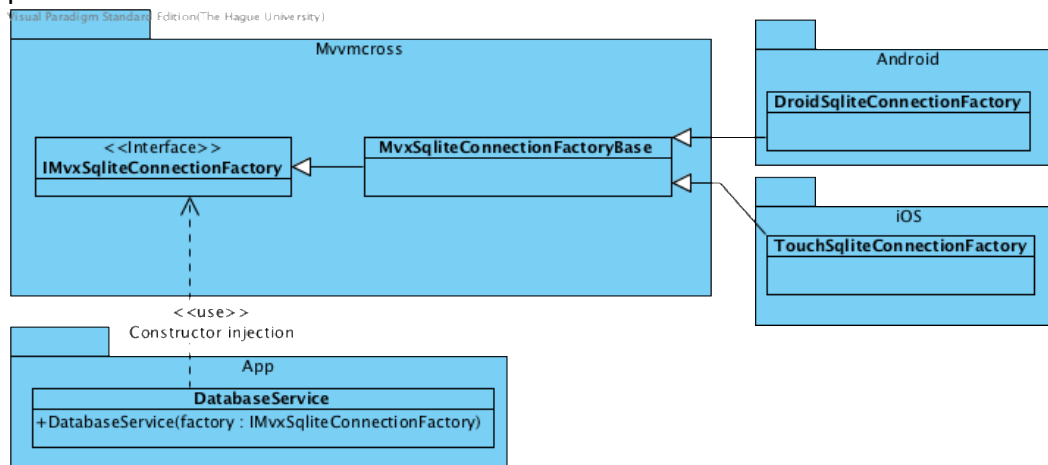 Visual Paradigm Standard Edition(The Hague University)
Mvvmcross
<<Interface>>
IMvxSqliteConnectionFactory
MvxSqliteConnectionFactoryBase
Android
DroidSqliteConnectionFactory
iOS
TouchSqliteConnectionFactory
<<use>>
Constructor injection
App
DatabaseService
+DatabaseService(factory : IMvxSqliteConnectionFactory)